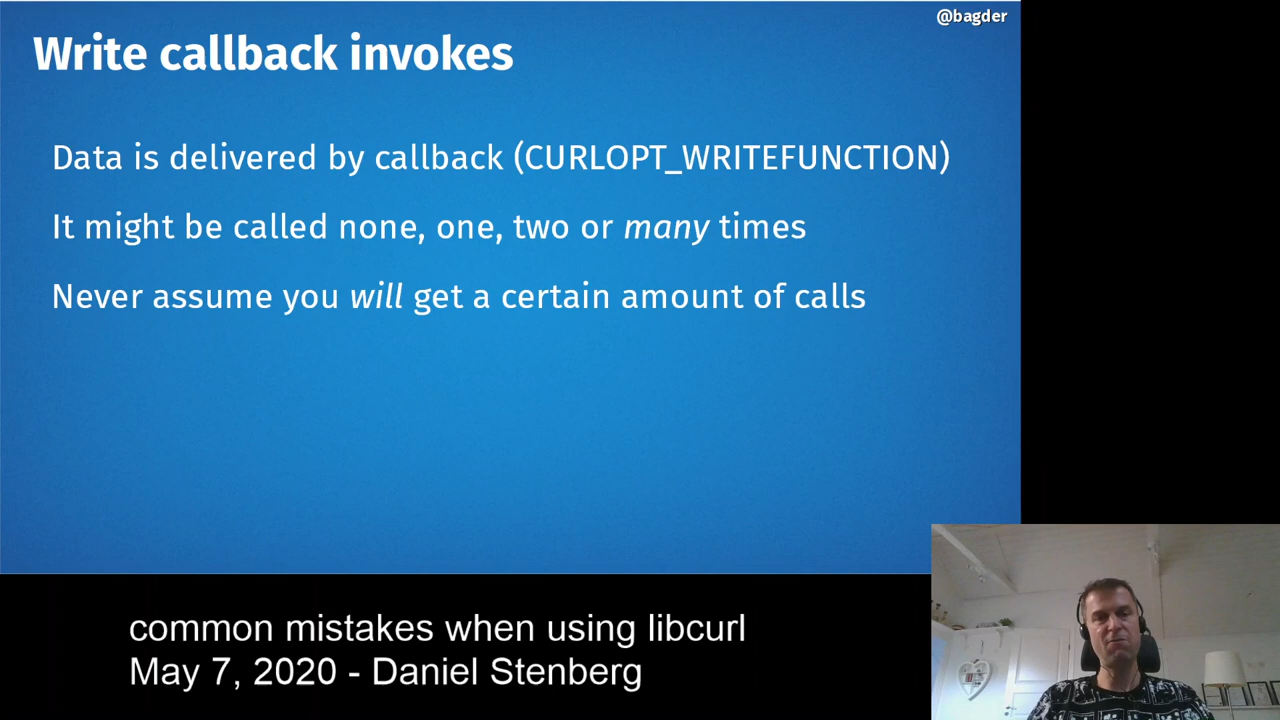 @bagder
Write callback invokes
Data is delivered by callback (CURLOPT_WRITEFUNCTION)
It might be called none, one, two or many times
Never assume you will get a certain amount of calls
common mistakes when using libcurl
May 7, 2020 - Daniel Stenberg